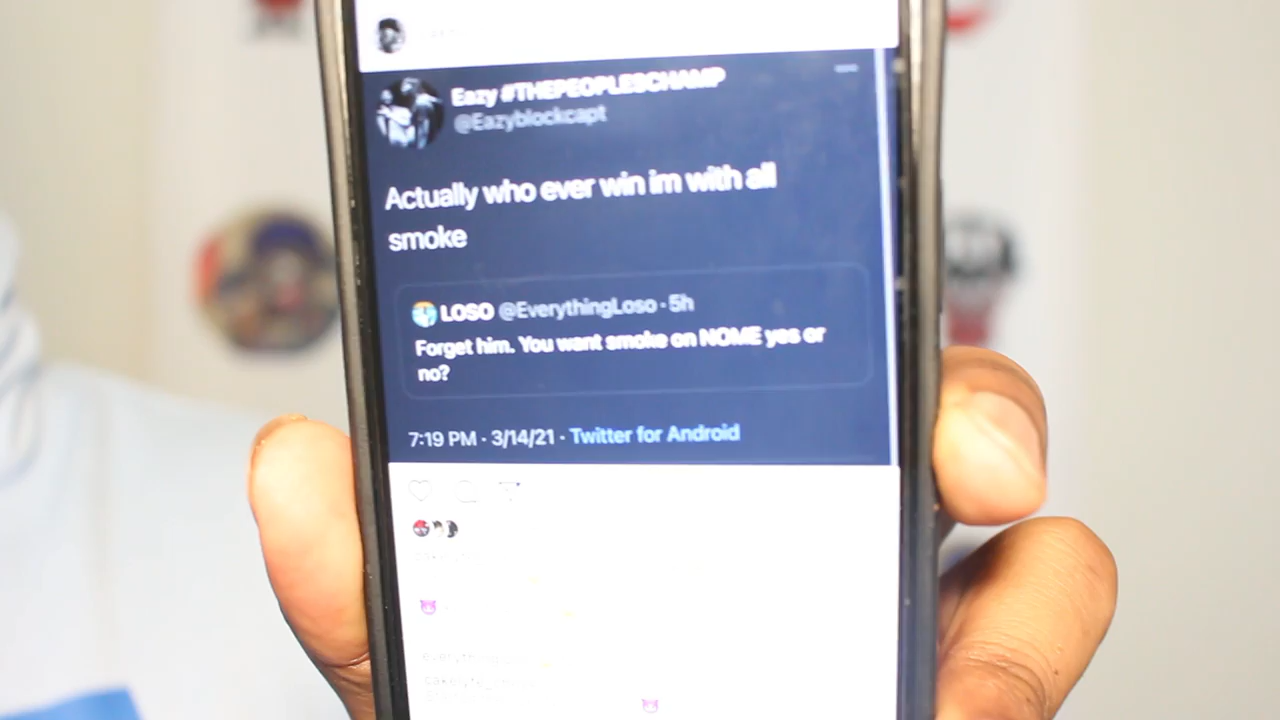 Eazy #THEPEOPLESCHAMP
@Eazyblockcapt
Actually who ever win im with all
smoke
LOSO @EverythingLoso · 5h
Forget him. You want smoke on NOME yes or
no?
7:19 PM · 3/14/21 · Twitter for Android